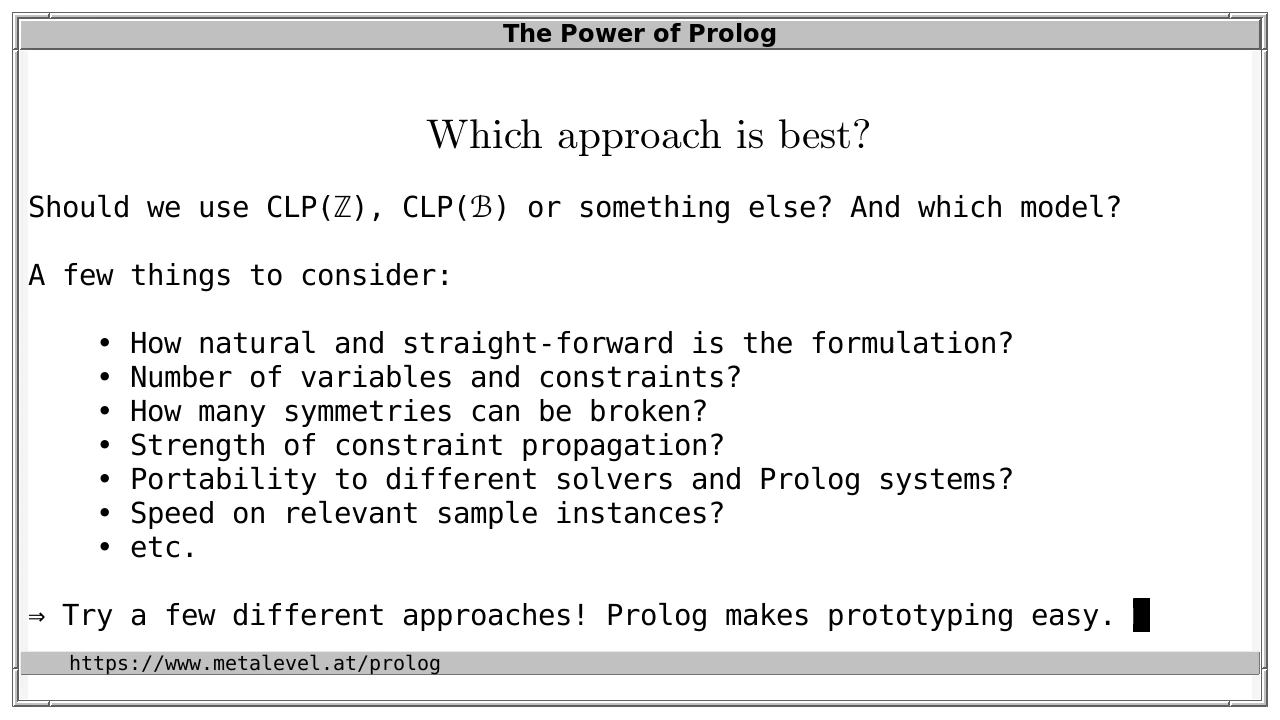 The Power of Prolog
Which approach is best?
Should we use CLP(ℤ), CLP(ℬ) or something else? And which model?
A few things to consider:
• How natural and straight-forward is the formulation?
• Number of variables and constraints?
• How many symmetries can be broken?
• Strength of constraint propagation?
• Portability to different solvers and Prolog systems?
• Speed on relevant sample instances?
• etc.
⇒ Try a few different approaches! Prolog makes prototyping easy.
https://www.metalevel.at/prolog